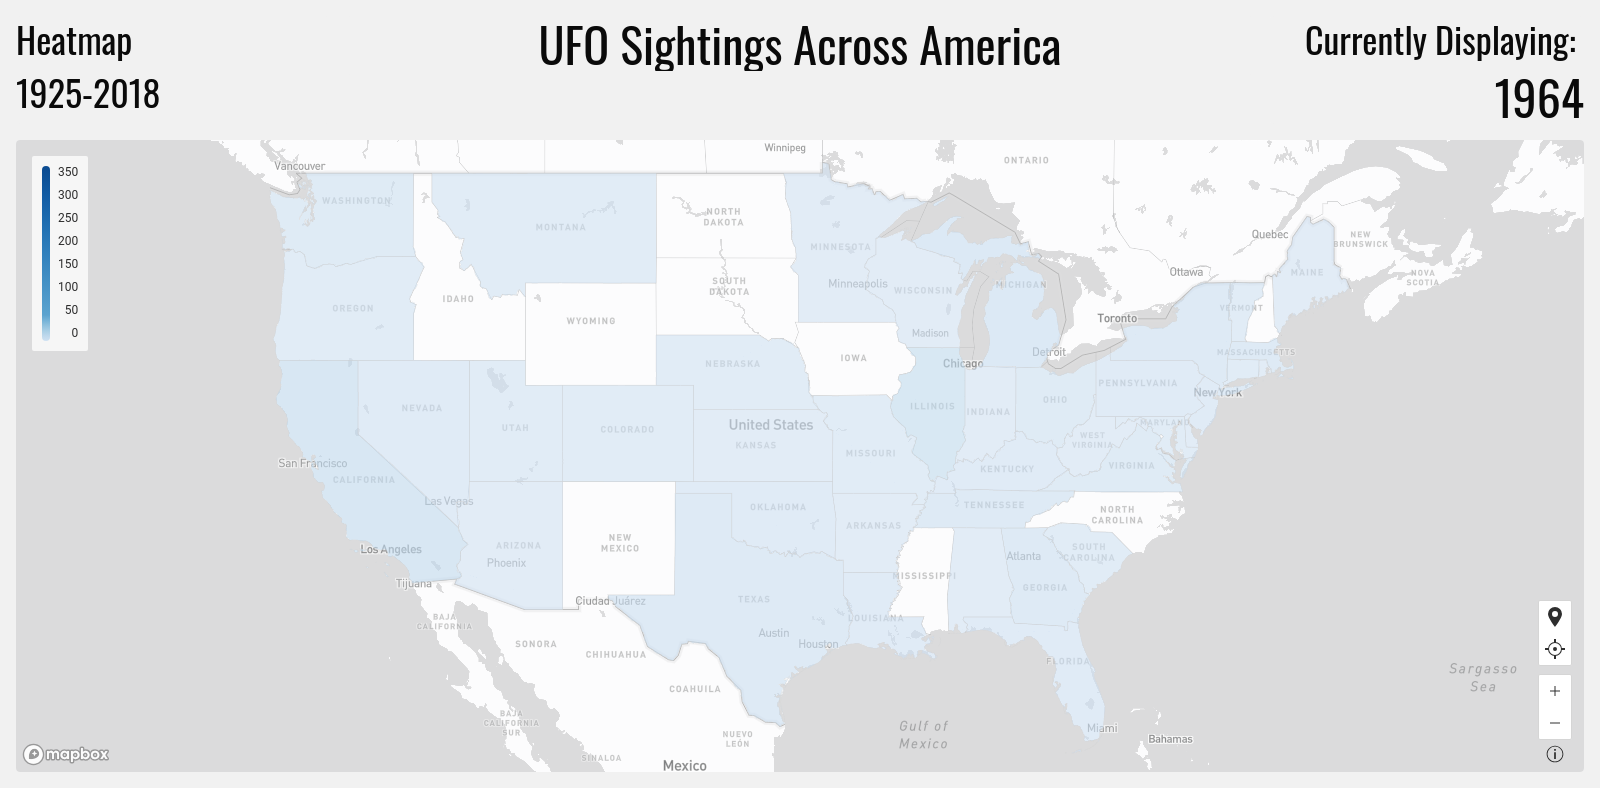 Heatmap
1925-2018
UFO Sightings Across America
Currently Displaying:
1964
350
300
250
200
150
100
50
0
Vancouver
Winnipeg
ONTARIO
WASHINGTON
MONTANA
NORTH
DAKOTA
MINNESOTA
Quebec
NEW
BRUNSWICK
MAINE
NOVA
SCOTIA
Ottawa
OREGON
IDAHO
WYOMING
SOUTH
DAKOTA
Minneapolis
WISCONSIN
MICHIGAN
Toronto
VERMONT
Madison
Detroit
MASSACHUSETTS
NEBRASKA
IOWA
Chicago
PENNSYLVANIA
New York
NEVADA
UTAH
COLORADO
United States
KANSAS
ILLINOIS
INDIANA
OHIO
MARYLAND
WEST
VIRGINIA
VIRGINIA
MISSOURI
KENTUCKY
San Francisco
CALIFORNIA
Las Vegas
OKLAHOMA
ARKANSAS
TENNESSEE
NORTH
CAROLINA
Los Angeles
ARIZONA
Phoenix
NEW
MEXICO
Atlanta
SOUTH
CAROLINA
Tijuana
MISSISSIPPI
GEORGIA
Ciudad Juárez
TEXAS
LOUISIANA
BAJA
CALIFORNIA
SONORA
CHIHUAHUA
Austin
Houston
FLORIDA
Sargasso
Sea
COAHUILA
BAJA
CALIFORNIA
SUR
NUEVO
LEÓN
Gulf of
Mexico
Miami
Bahamas
SINALOA
Mexico
mapbox